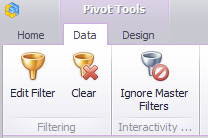 Pivot Tools
Home Data Design
Edit Filter Clear Ignore Master
Filters
Filtering Interactivity ...